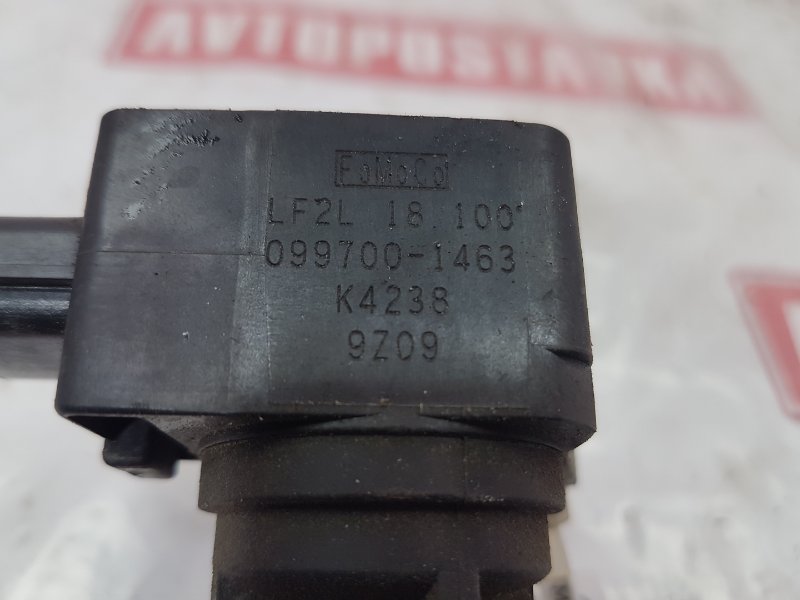 AVTOPOSTAVKA
FoMoCo
LF2L 18 100
099700-1463
K4238
9Z09